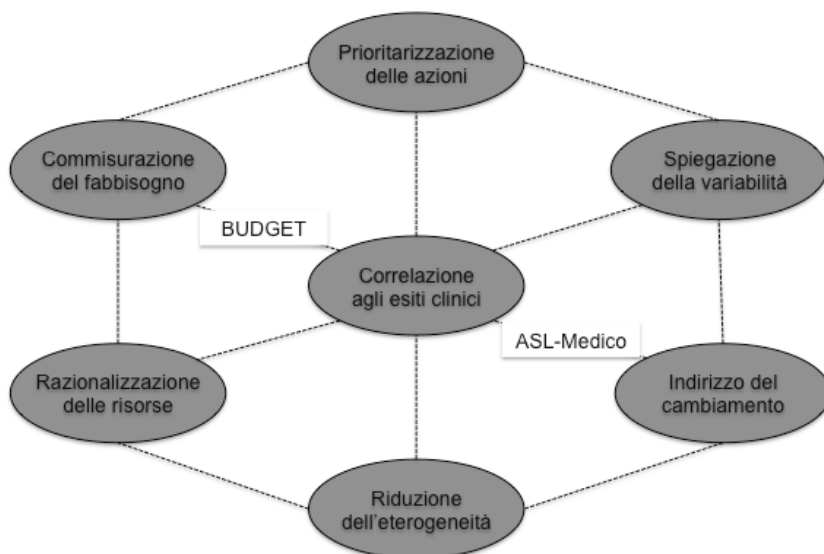 Prioritarizzazione
delle azioni
Commisurazione
del fabbisogno
Spiegazione
della variabilità
BUDGET
Correlazione
agli esiti clinici
ASL-Medico
Razionalizzazione
delle risorse
Indirizzo del
cambiamento
Riduzione
dell'eterogeneità